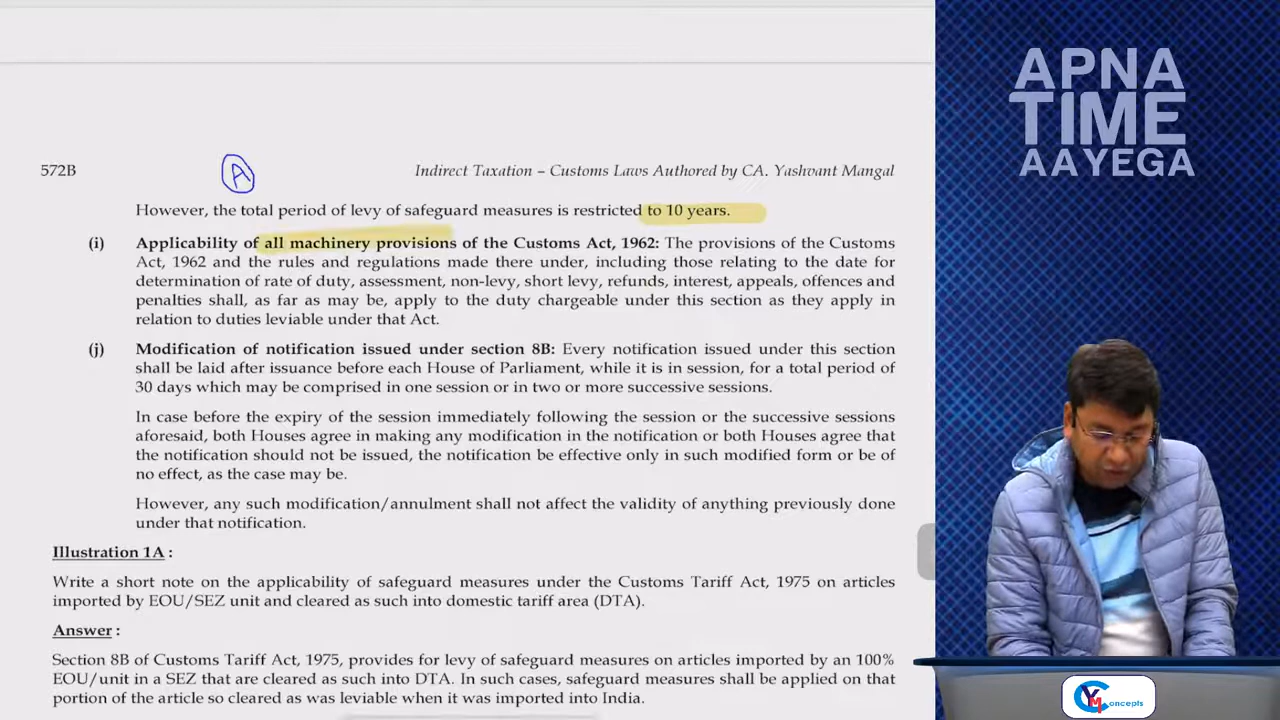 572B
A
Indirect Taxation – Customs Laws Authored by CA. Yashvant Mangal
However, the total period of levy of safeguard measures is restricted to 10 years.
(i) Applicability of all machinery provisions of the Customs Act, 1962: The provisions of the Customs
Act, 1962 and the rules and regulations made there under, including those relating to the date for
determination of rate of duty, assessment, non-levy, short levy, refunds, interest, appeals, offences and
penalties shall, as far as may be, apply to the duty chargeable under this section as they apply in
relation to duties leviable under that Act.
(j) Modification of notification issued under section 8B: Every notification issued under this section
shall be laid after issuance before each House of Parliament, while it is in session, for a total period of
30 days which may be comprised in one session or in two or more successive sessions.
In case before the expiry of the session immediately following the session or the successive sessions
aforesaid, both Houses agree in making any modification in the notification or both Houses agree that
the notification should not be issued, the notification be effective only in such modified form or be of
no effect, as the case may be.
However, any such modification/annulment shall not affect the validity of anything previously done
under that notification.
Illustration 1A :
Write a short note on the applicability of safeguard measures under the Customs Tariff Act, 1975 on articles
imported by EOU/SEZ unit and cleared as such into domestic tariff area (DTA).
Answer :
Section 8B of Customs Tariff Act, 1975, provides for levy of safeguard measures on articles imported by an 100%
EOU/unit in a SEZ that are cleared as such into DTA. In such cases, safeguard measures shall be applied on that
portion of the article so cleared as was leviable when it was imported into India.
APNA
TIME
AAYEGA
YM Concepts